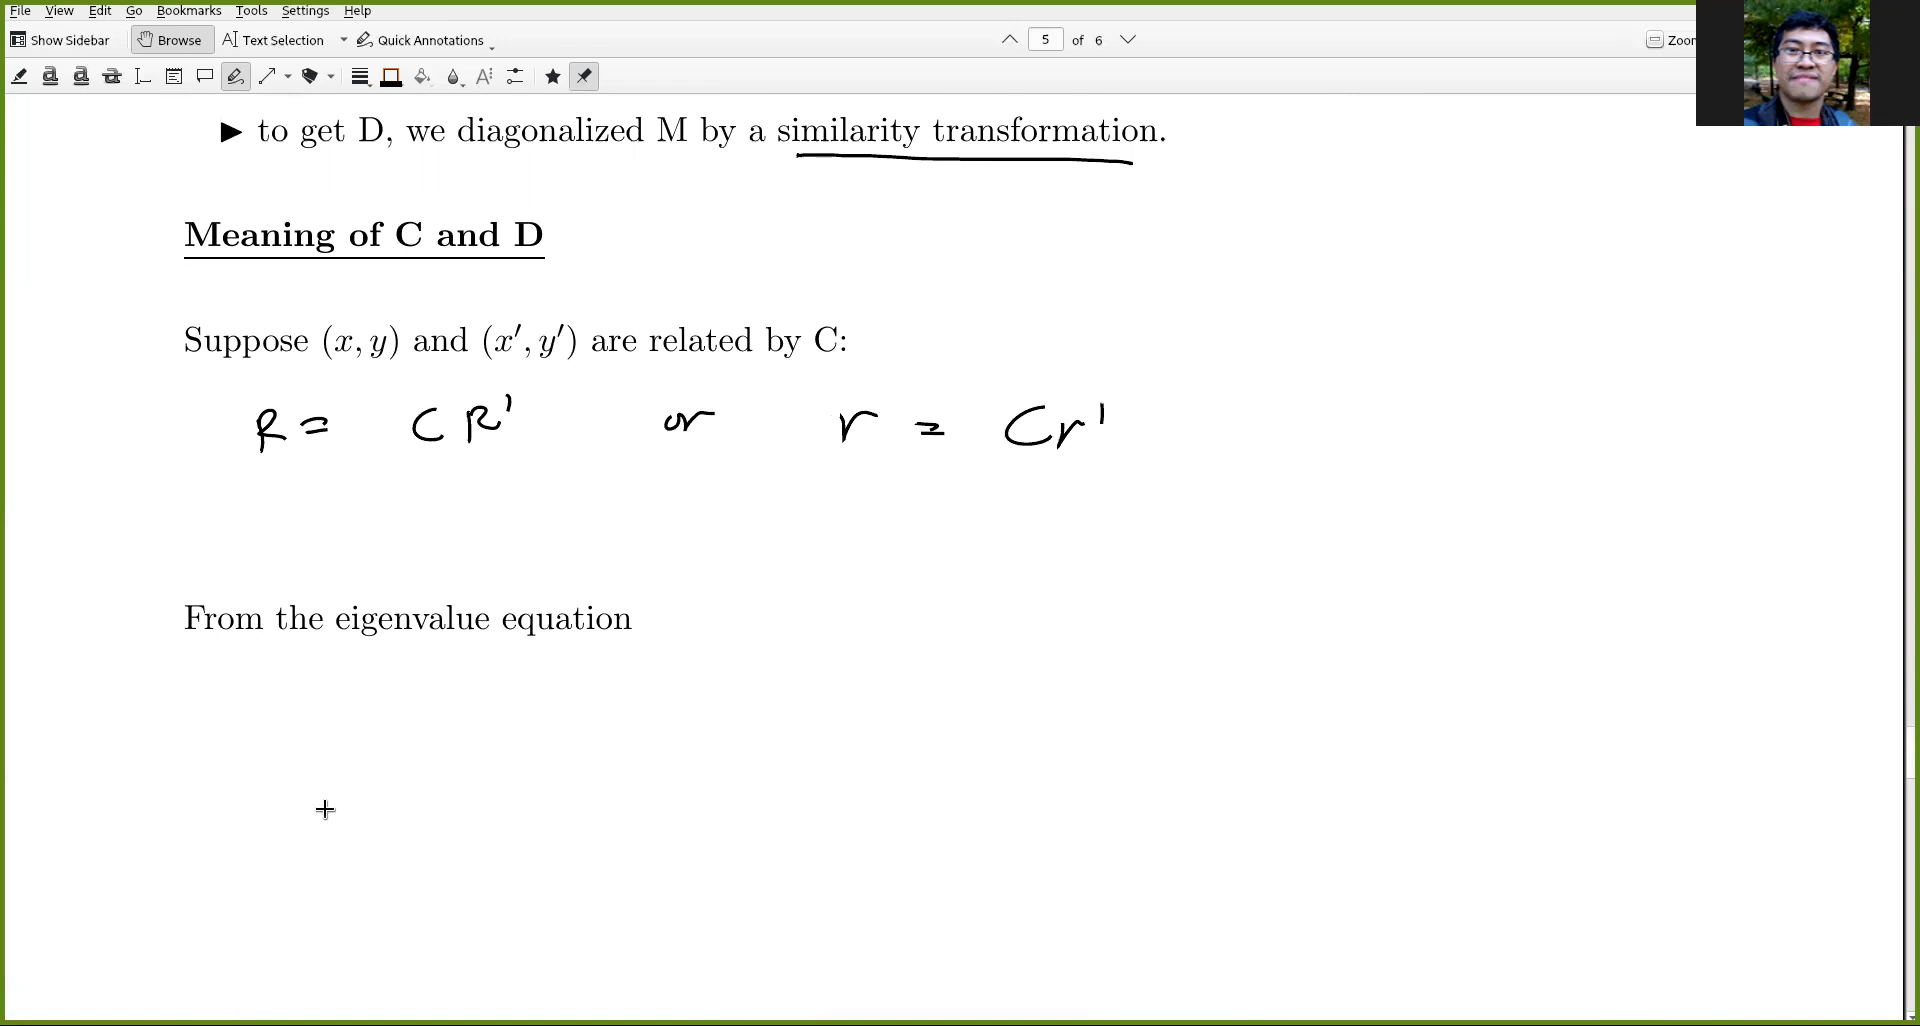 File View Edit Go Bookmarks Tools Settings Help
Show Sidebar Browse Text Selection Quick Annotations 5 of 6 Zoo
▶ to get D, we diagonalized M by a similarity transformation.
Meaning of C and D
Suppose (x, y) and (x′, y′) are related by C:
R = C R' or r = Cr'
From the eigenvalue equation